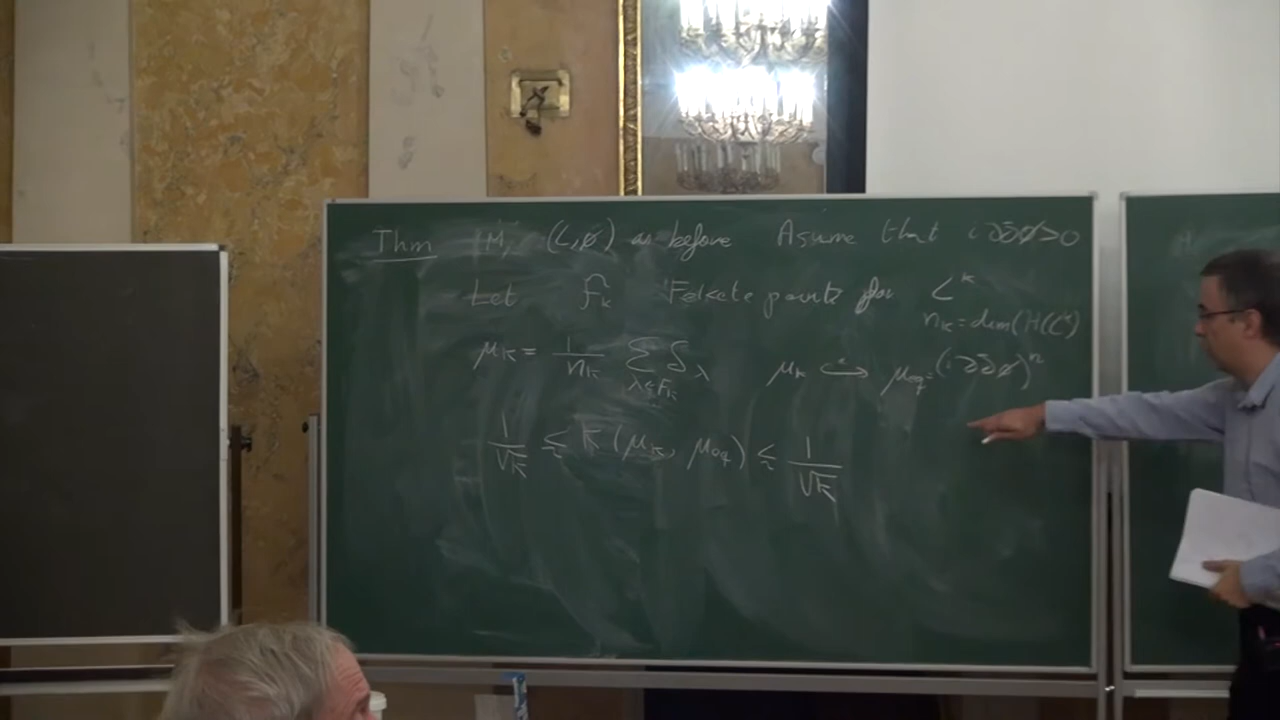 Thm M, (L,ϕ) as before Asume that i∂∂̄ϕ>0
Let F_k Fekete points for L^k
n_k = dim(H(L^k)
μ_k = 1/n_k Σ_{λ∈F_k} δ_λ μ_k ⇀* μ_eq = (i∂∂̄ϕ)^n
1/√k ≲ K(μ_k, μ_eq) ≲ 1/√k